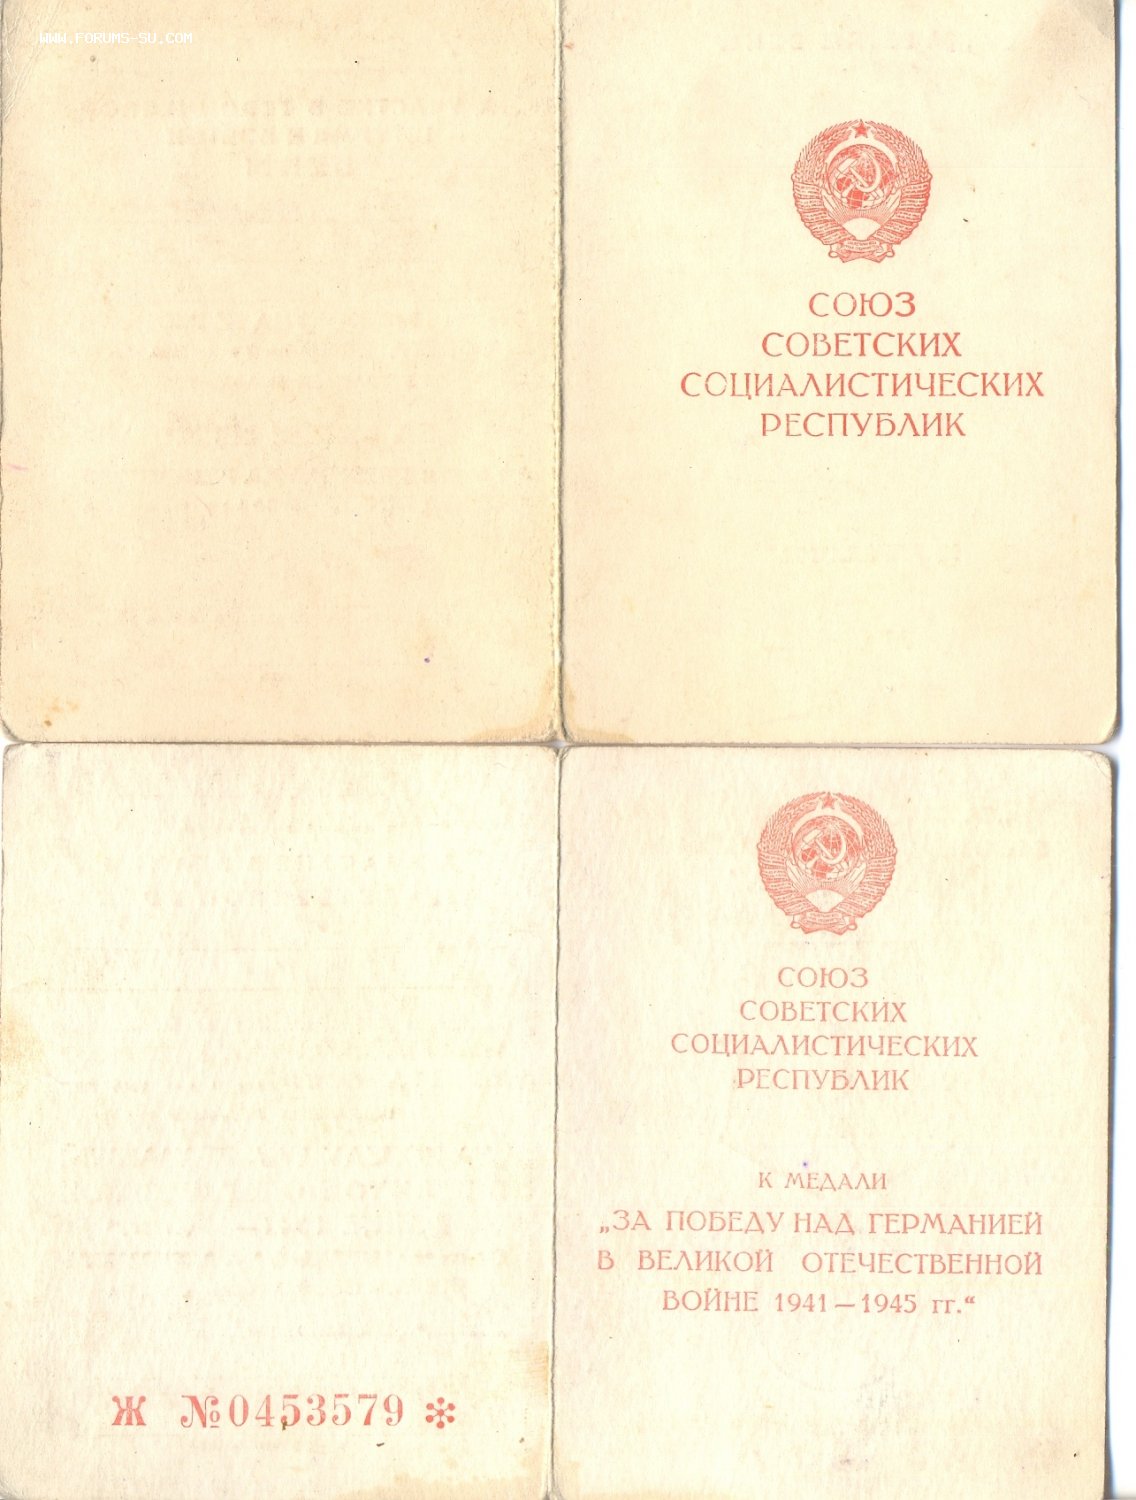 WWW.FORUMS-SU.COM
СОЮЗ
СОВЕТСКИХ
СОЦИАЛИСТИЧЕСКИХ
РЕСПУБЛИК
СОЮЗ
СОВЕТСКИХ
СОЦИАЛИСТИЧЕСКИХ
РЕСПУБЛИК
К МЕДАЛИ
„ЗА ПОБЕДУ НАД ГЕРМАНИЕЙ
В ВЕЛИКОЙ ОТЕЧЕСТВЕННОЙ
ВОЙНЕ 1941—1945 гг.“
Ж №0453579 *